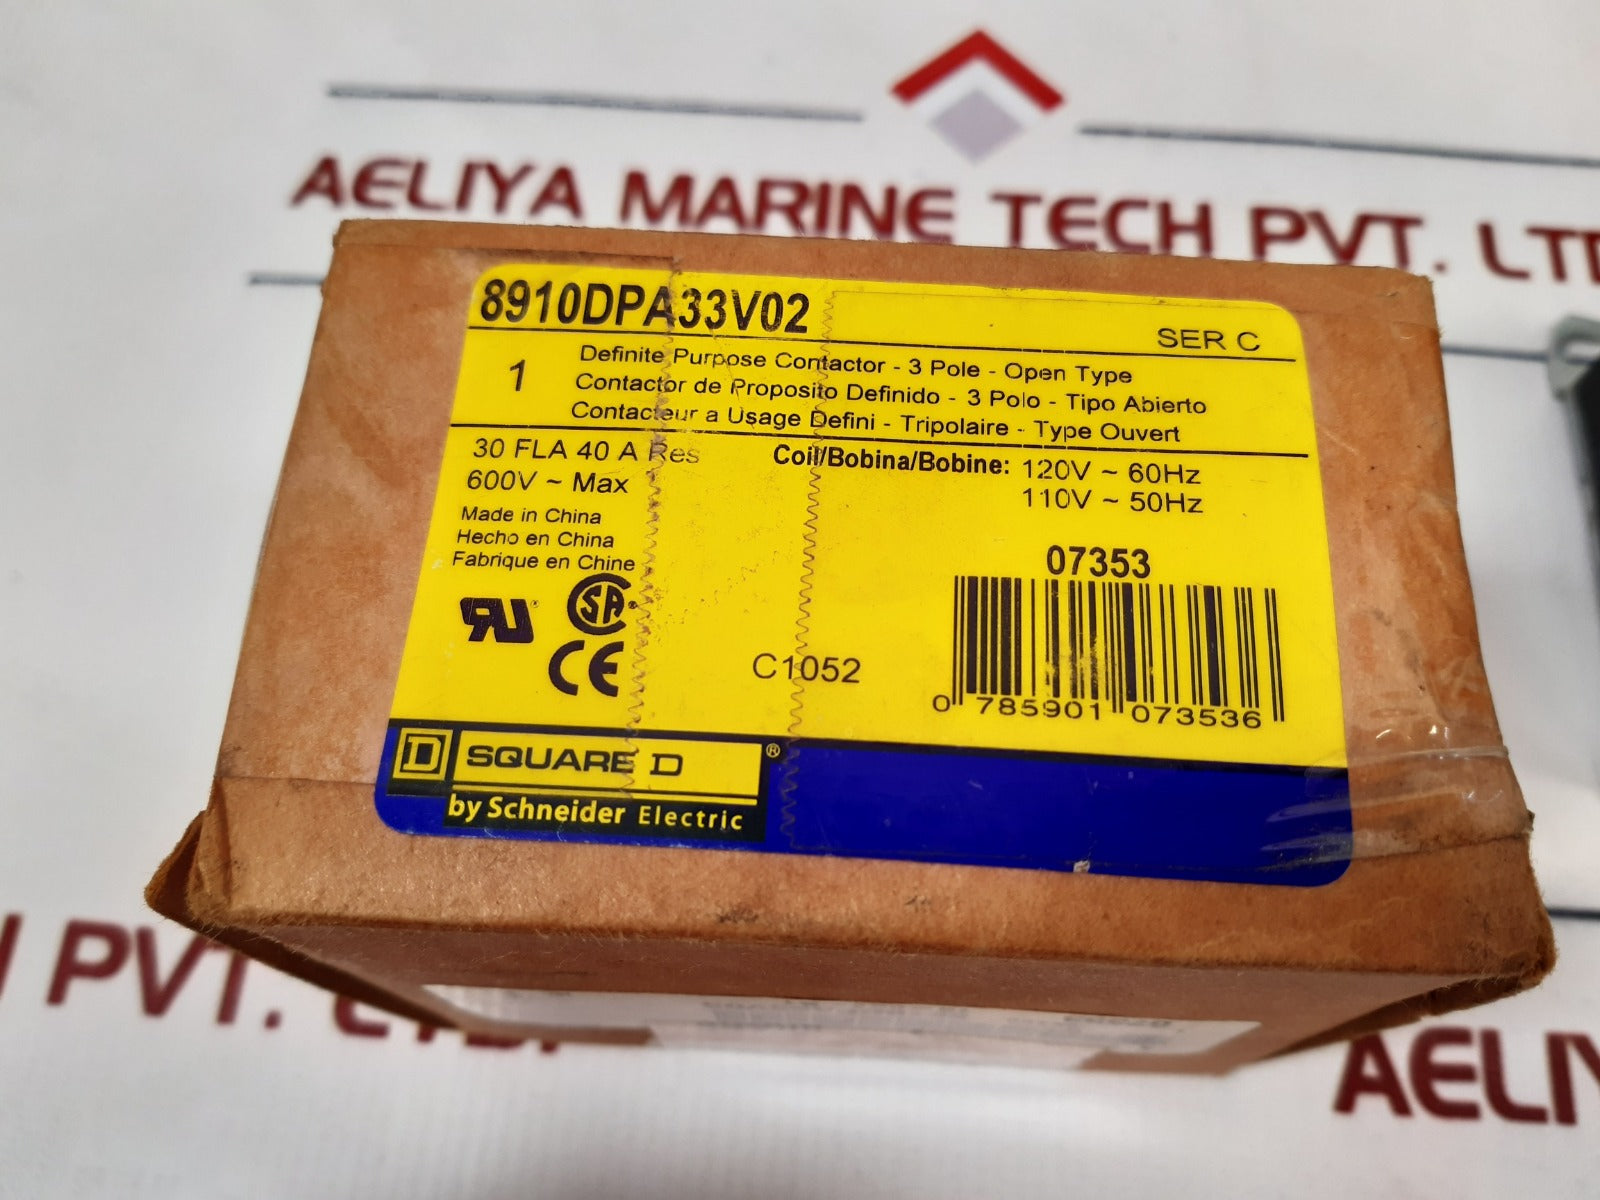 AELIYA MARINE TECH PVT. LTD
8910DPA33V02
SER C
1
Definite Purpose Contactor - 3 Pole - Open Type
Contactor de Proposito Definido - 3 Polo - Tipo Abierto
Contacteur a Usage Defini - Tripolaire - Type Ouvert
30 FLA 40 A Res
600V ~ Max
Coil/Bobina/Bobine: 120V ~ 60Hz
110V ~ 50Hz
Made in China
Hecho en China
Fabrique en Chine
07353
C1052
0 785901 073536
SA
CE
D SQUARE D ®
by Schneider Electric
PVT. LTD.
AELIY